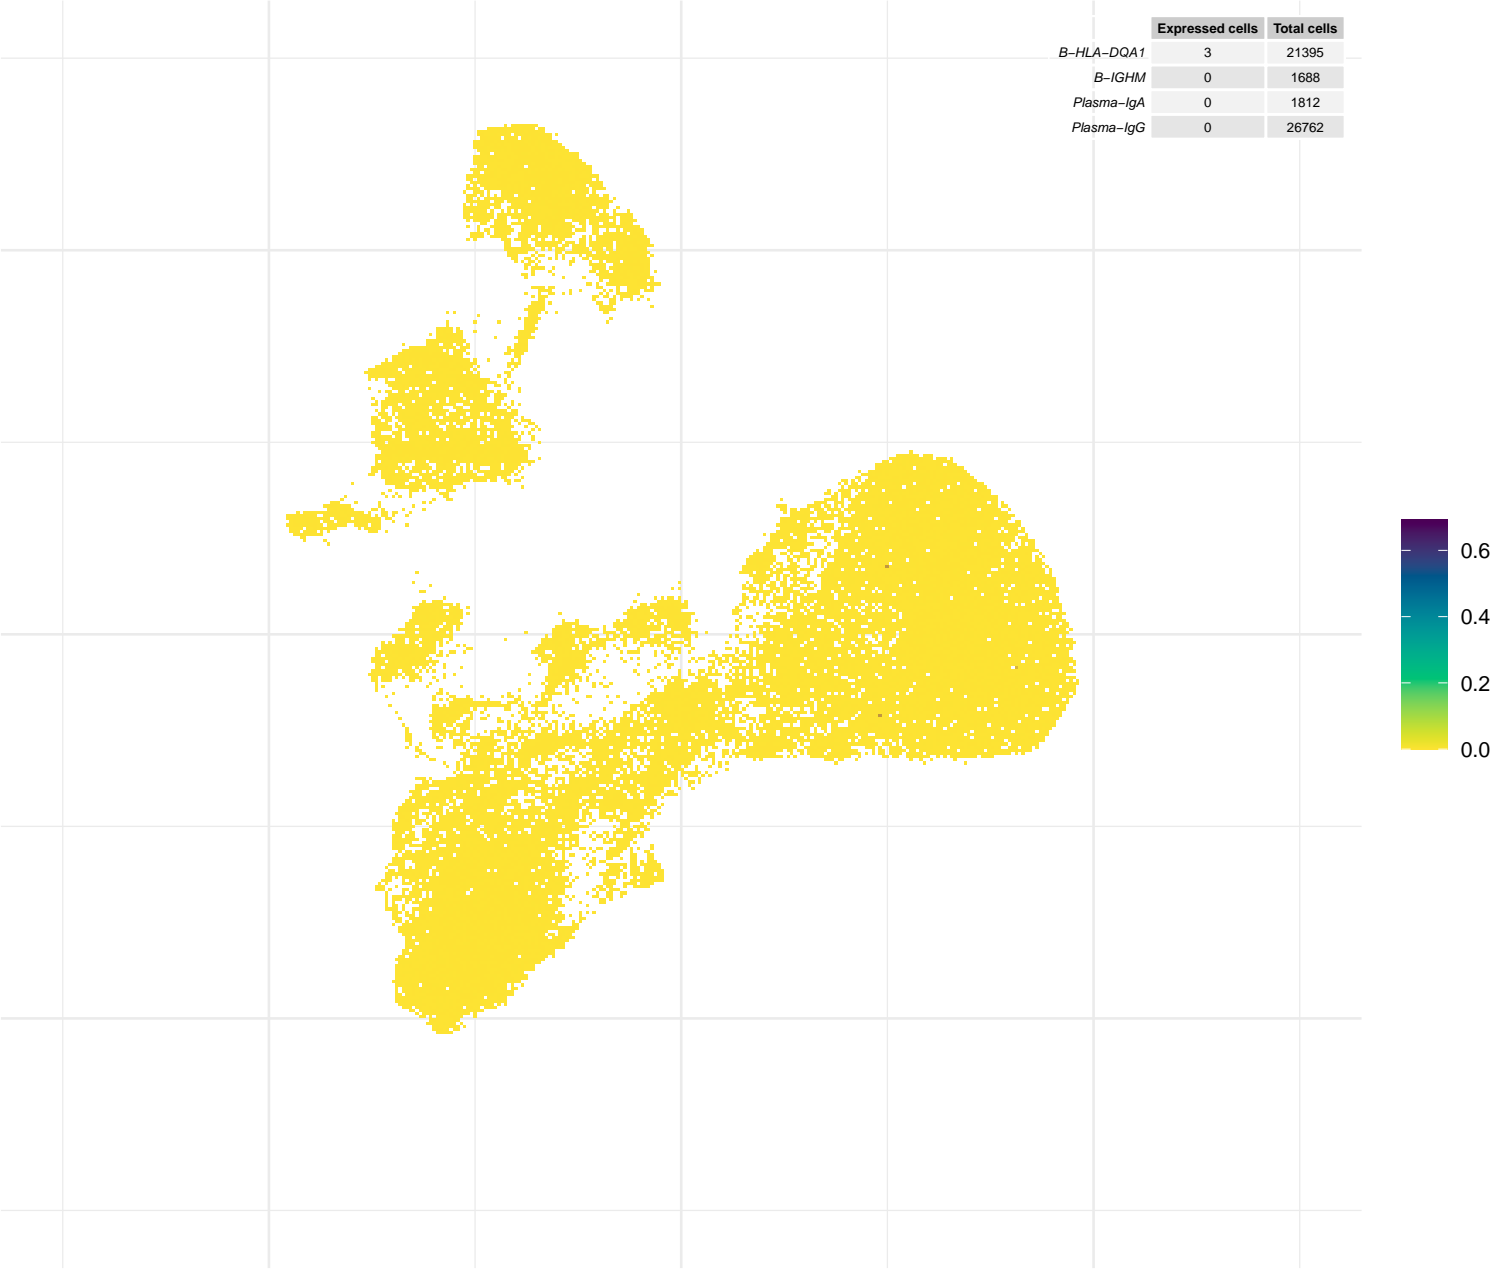 Expressed cells Total cells
B−HLA−DQA1 3 21395
B−IGHM 0 1688
Plasma−IgA 0 1812
Plasma−IgG 0 26762
0.6
0.4
0.2
0.0